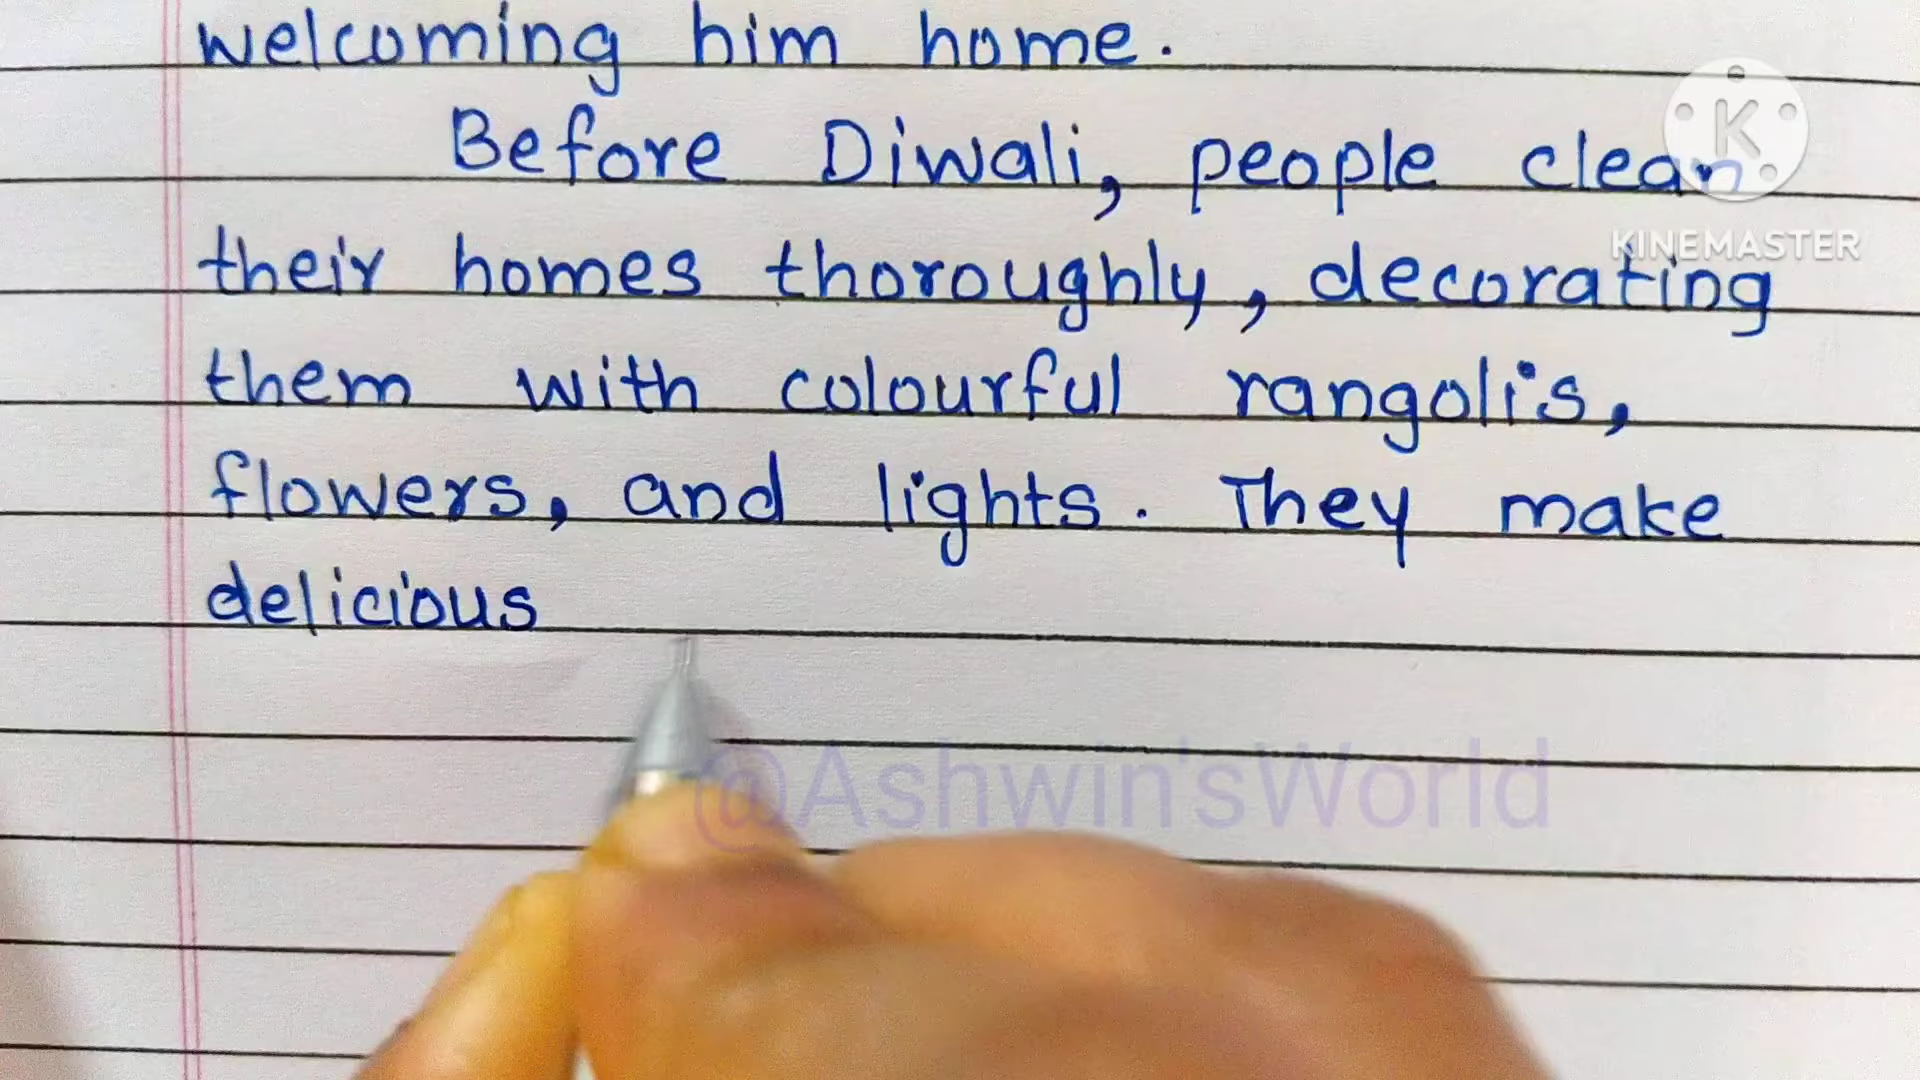 welcoming him home.
Before Diwali, people clean
KINEMASTER
their homes thoroughly, decorating
them with colourful rangolis,
flowers, and lights. They make
delicious
@Ashwin'sWorld